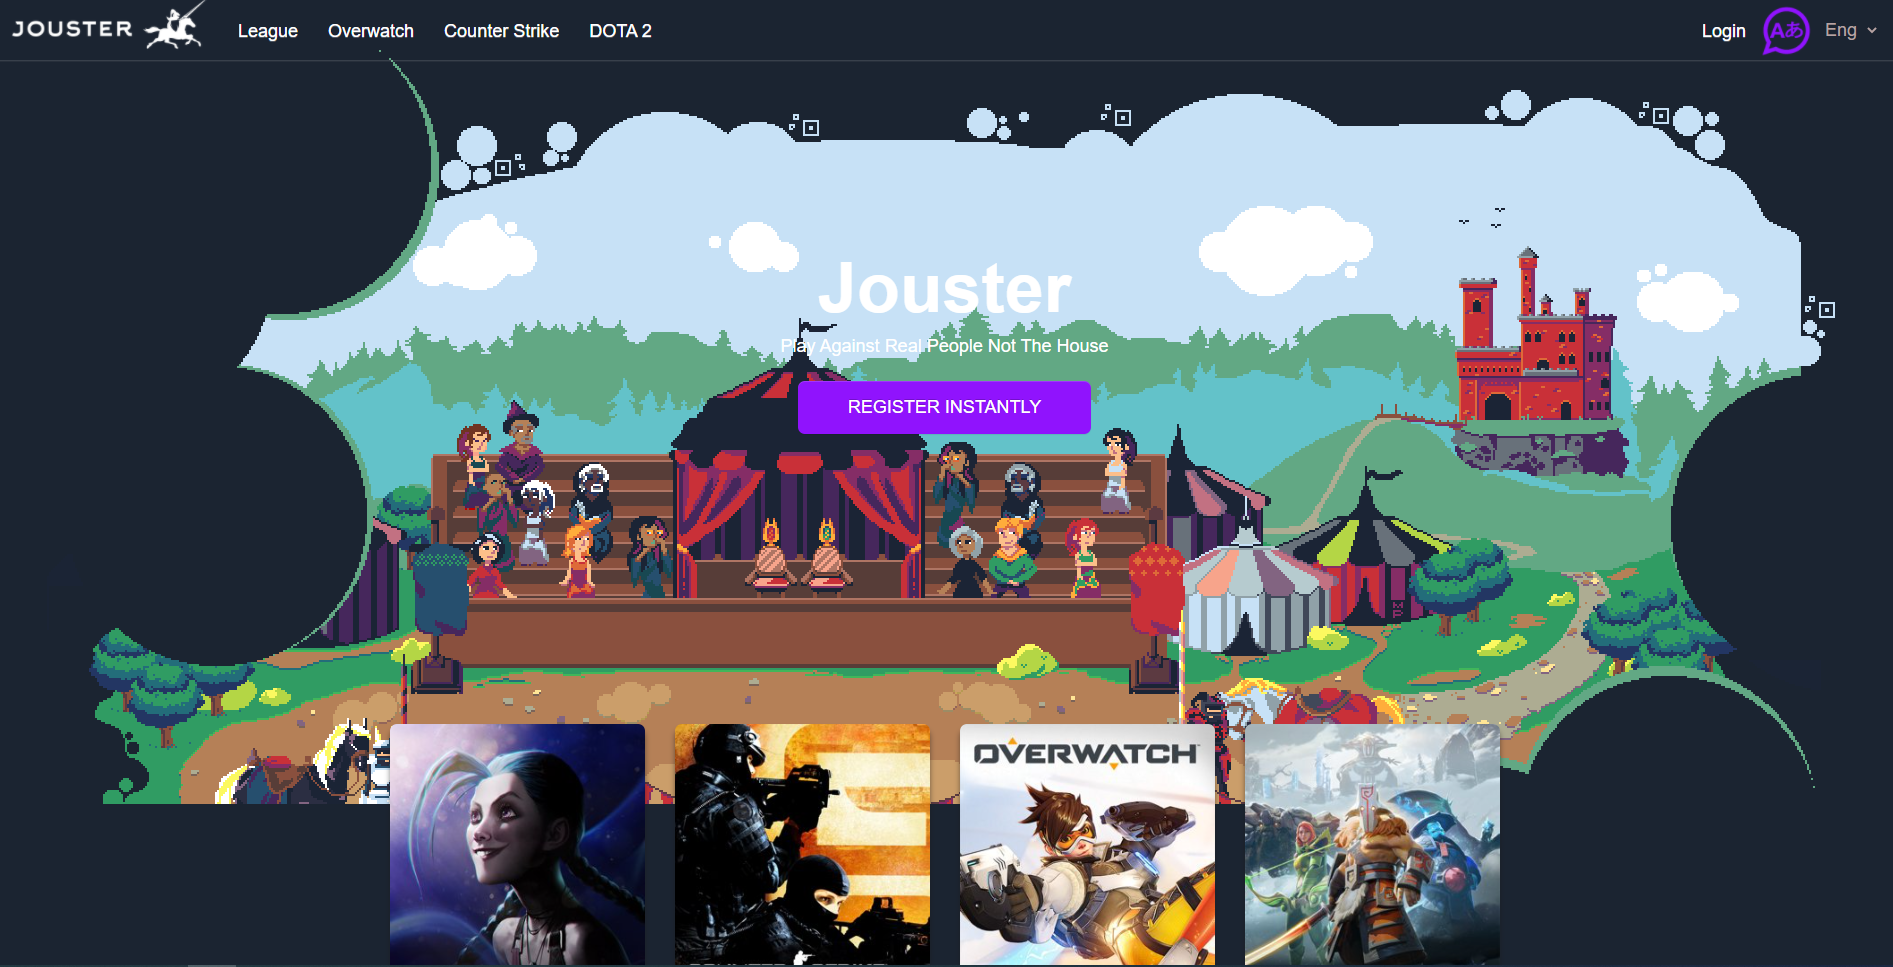 JOUSTER
League Overwatch Counter Strike DOTA 2
Login Aあ Eng
Jouster
Play Against Real People Not The House
REGISTER INSTANTLY
OVERWATCH